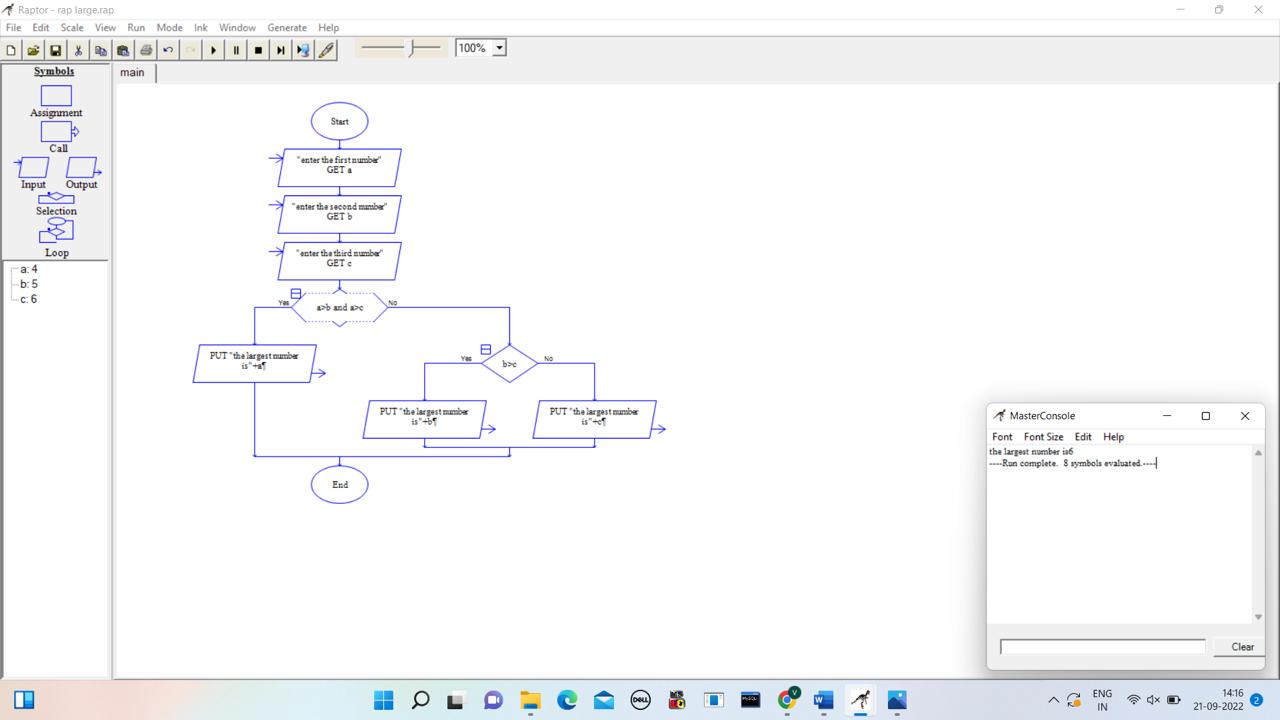 Raptor - rap large.rap
File Edit Scale View Run Mode Ink Window Generate Help
100%
Symbols
Assignment
Call
Input Output
Selection
Loop
a: 4
b: 5
c: 6
main
Start
"enter the first number"
GET a
"enter the second number"
GET b
"enter the third number"
GET c
Yes a>b and a>c No
PUT "the largest number
is"+a¶
Yes b>c No
PUT "the largest number
is"+b¶
PUT "the largest number
is"+c¶
End
MasterConsole
Font Font Size Edit Help
the largest number is6
----Run complete. 8 symbols evaluated.----
Clear
DELL
MySQL
V
W
ENG
IN
14:16
21-09-2022
2